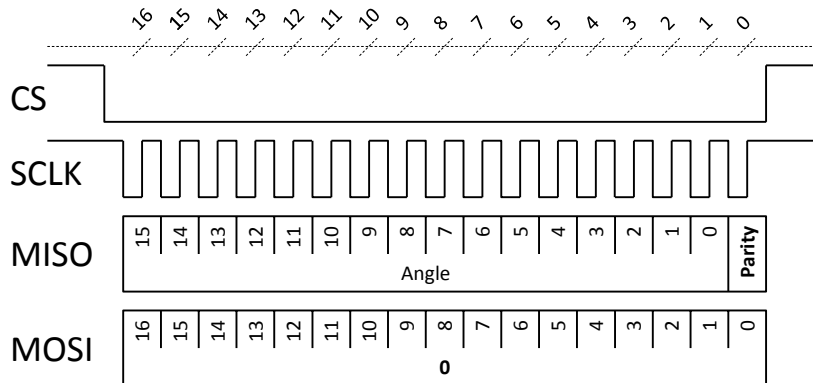 16 15 14 13 12 11 10 9 8 7 6 5 4 3 2 1 0
CS
SCLK
MISO 15 14 13 12 11 10 9 8 7 6 5 4 3 2 1 0 Parity
Angle
MOSI 16 15 14 13 12 11 10 9 8 7 6 5 4 3 2 1 0
0